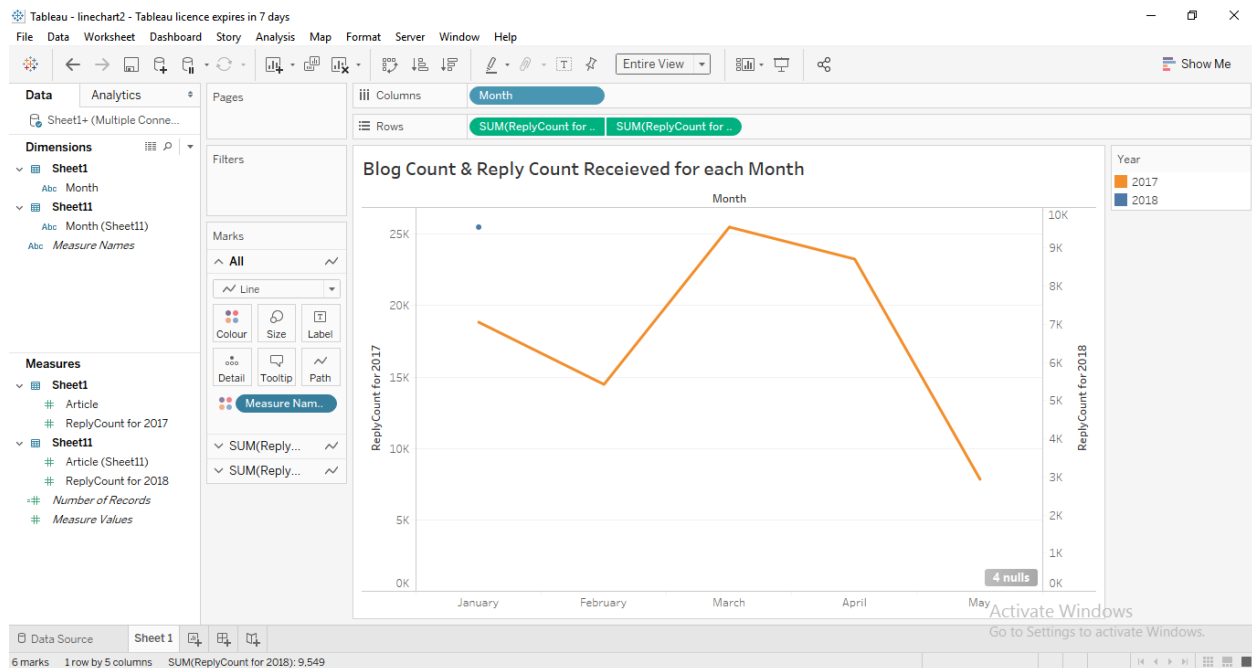 Tableau - linechart2 - Tableau licence expires in 7 days
File Data Worksheet Dashboard Story Analysis Map Format Server Window Help
Entire View
Show Me
Data Analytics
Sheet1+ (Multiple Conne...
Dimensions
Sheet1
Abc Month
Sheet11
Abc Month (Sheet11)
Abc Measure Names
Measures
Sheet1
Article
ReplyCount for 2017
Sheet11
Article (Sheet11)
ReplyCount for 2018
Number of Records
Measure Values
Pages
Filters
Marks
All
Line
Colour Size Label
Detail Tooltip Path
Measure Nam..
SUM(Reply...
SUM(Reply...
Columns Month
Rows SUM(ReplyCount for .. SUM(ReplyCount for ..
Blog Count & Reply Count Receieved for each Month
Month
25K
20K
15K
10K
5K
0K
ReplyCount for 2017
10K
9K
8K
7K
6K
5K
4K
3K
2K
1K
0K
ReplyCount for 2018
4 nulls
January February March April May
Year
2017
2018
Activate Windows
Go to Settings to activate Windows.
Data Source Sheet 1
6 marks 1 row by 5 columns SUM(ReplyCount for 2018): 9,549